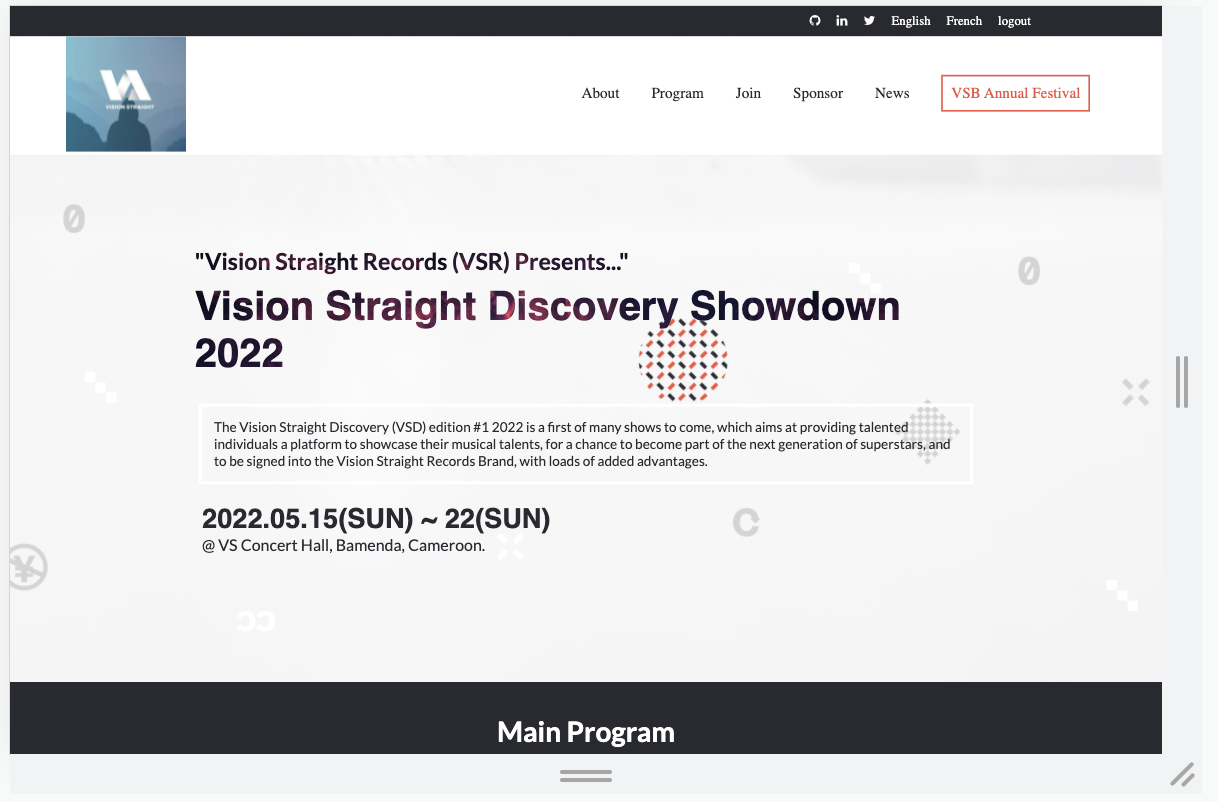 English French logout
VISION STRAIGHT
About Program Join Sponsor News VSB Annual Festival
"Vision Straight Records (VSR) Presents..."
Vision Straight Discovery Showdown
2022
The Vision Straight Discovery (VSD) edition #1 2022 is a first of many shows to come, which aims at providing talented
individuals a platform to showcase their musical talents, for a chance to become part of the next generation of superstars, and
to be signed into the Vision Straight Records Brand, with loads of added advantages.
2022.05.15(SUN) ~ 22(SUN)
@ VS Concert Hall, Bamenda, Cameroon.
Main Program